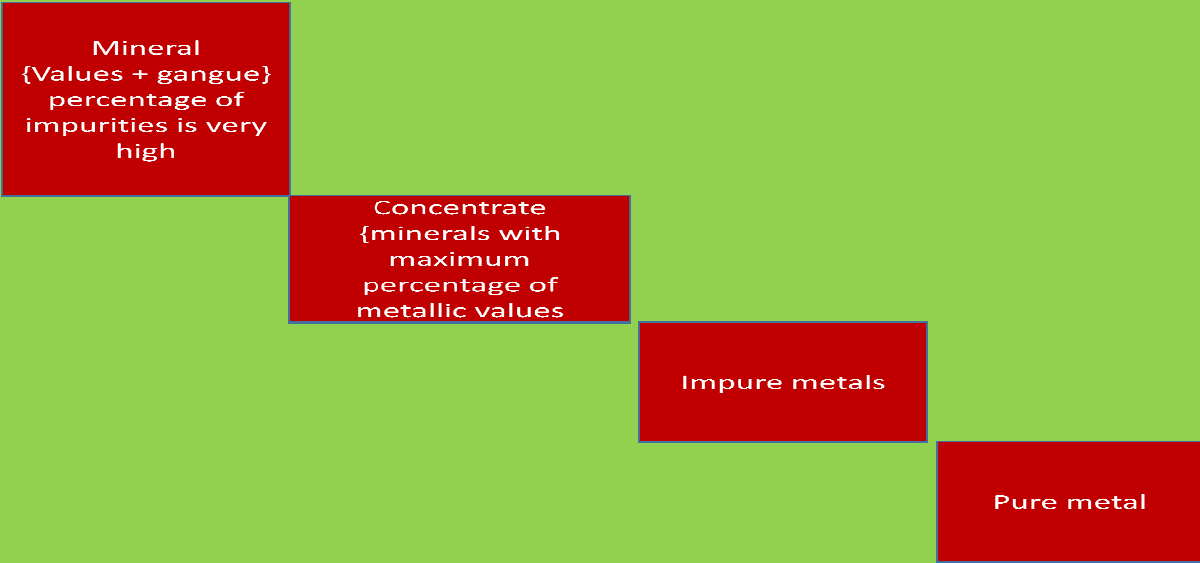 Mineral
{Values + gangue}
percentage of
impurities is very
high
Concentrate
{minerals with
maximum
percentage of
metallic values
Impure metals
Pure metal